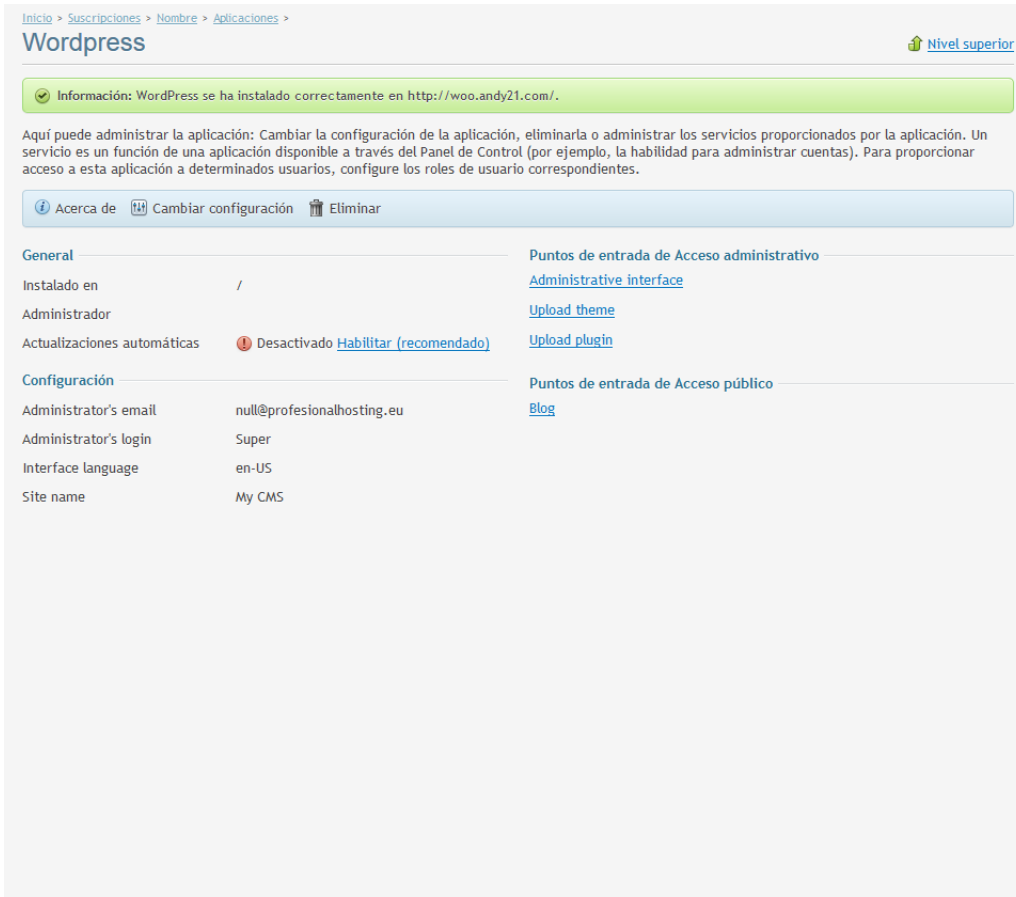 Inicio > Suscripciones > Nombre > Aplicaciones >
Wordpress
Nivel superior
Información: WordPress se ha instalado correctamente en http://woo.andy21.com/.
Aquí puede administrar la aplicación: Cambiar la configuración de la aplicación, eliminarla o administrar los servicios proporcionados por la aplicación. Un
servicio es un función de una aplicación disponible a través del Panel de Control (por ejemplo, la habilidad para administrar cuentas). Para proporcionar
acceso a esta aplicación a determinados usuarios, configure los roles de usuario correspondientes.
Acerca de Cambiar configuración Eliminar
General
Instalado en /
Administrador
Actualizaciones automáticas Desactivado Habilitar (recomendado)
Configuración
Administrator's email null@profesionalhosting.eu
Administrator's login Super
Interface language en-US
Site name My CMS
Puntos de entrada de Acceso administrativo
Administrative interface
Upload theme
Upload plugin
Puntos de entrada de Acceso público
Blog